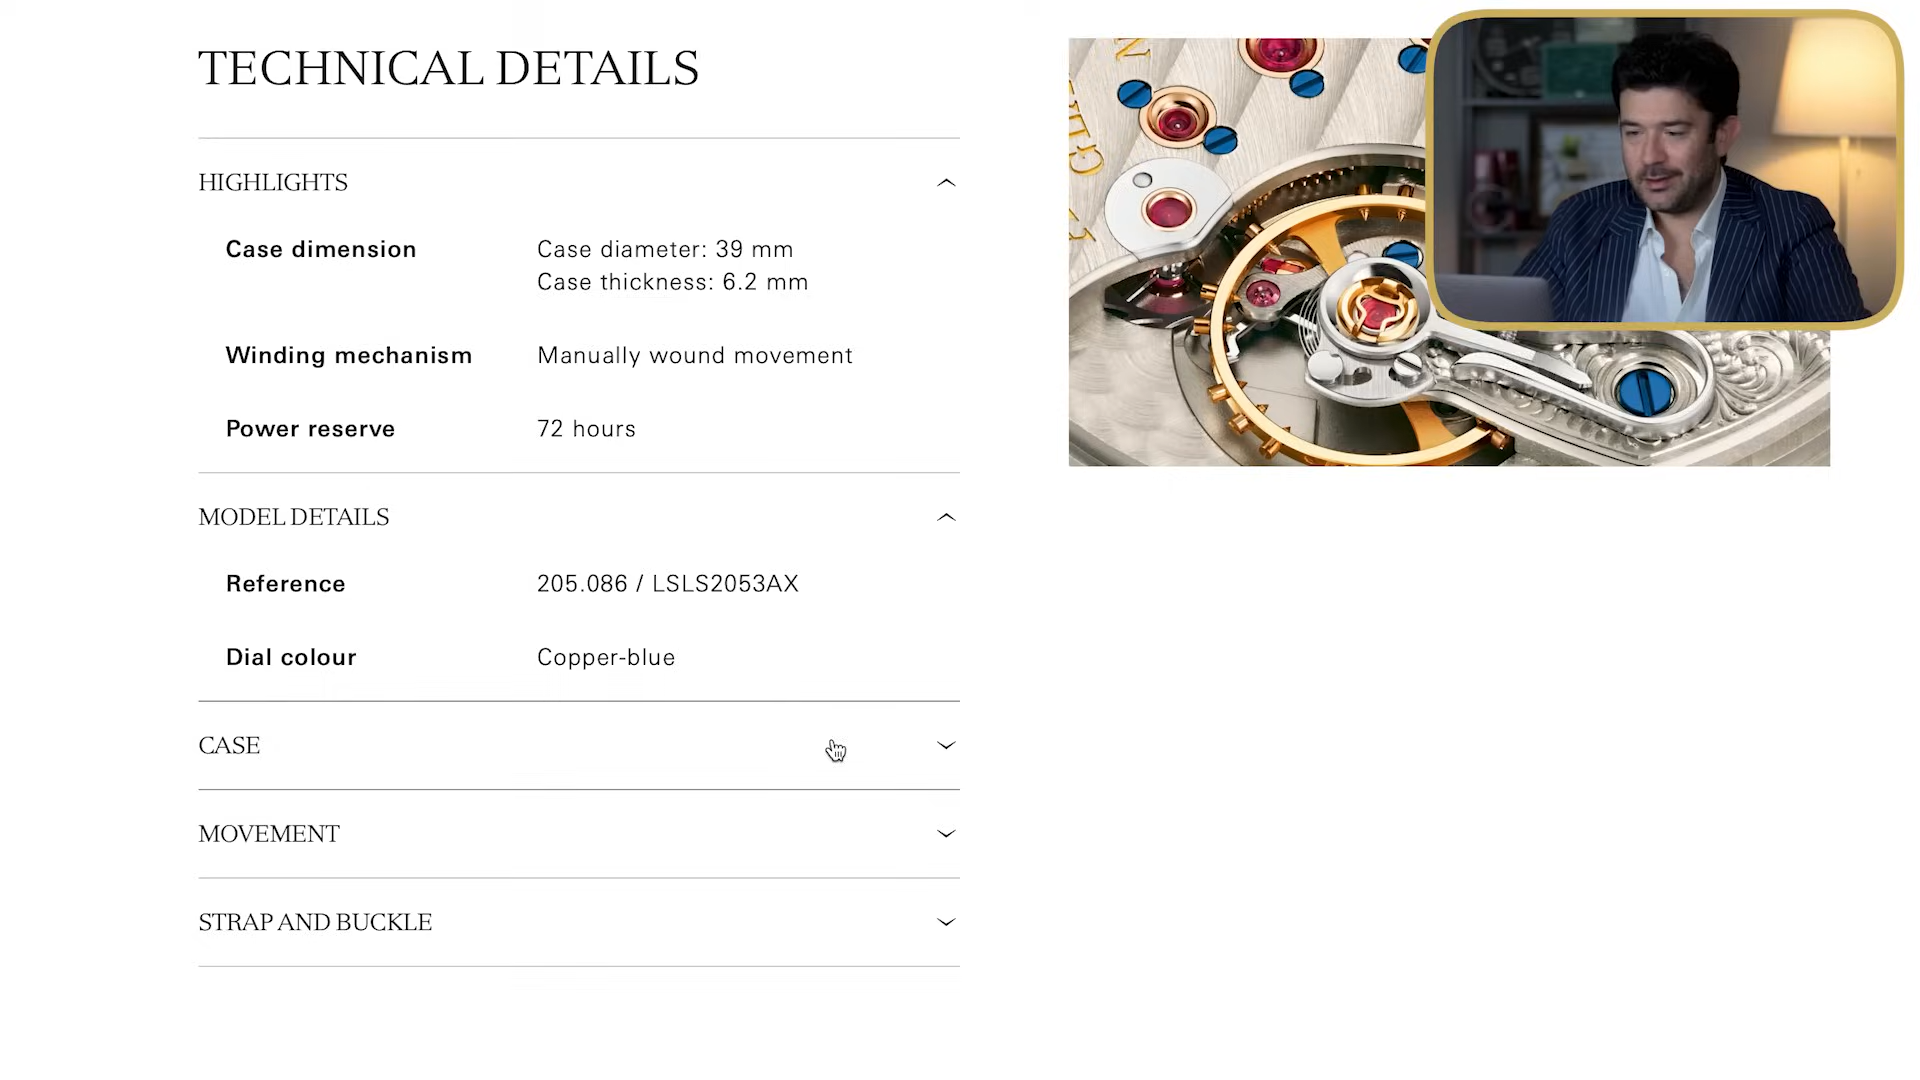 TECHNICAL DETAILS
HIGHLIGHTS
Case dimension
Case diameter: 39 mm
Case thickness: 6.2 mm
Winding mechanism
Manually wound movement
Power reserve
72 hours
MODEL DETAILS
Reference
205.086 / LSLS2053AX
Dial colour
Copper-blue
CASE
MOVEMENT
STRAP AND BUCKLE